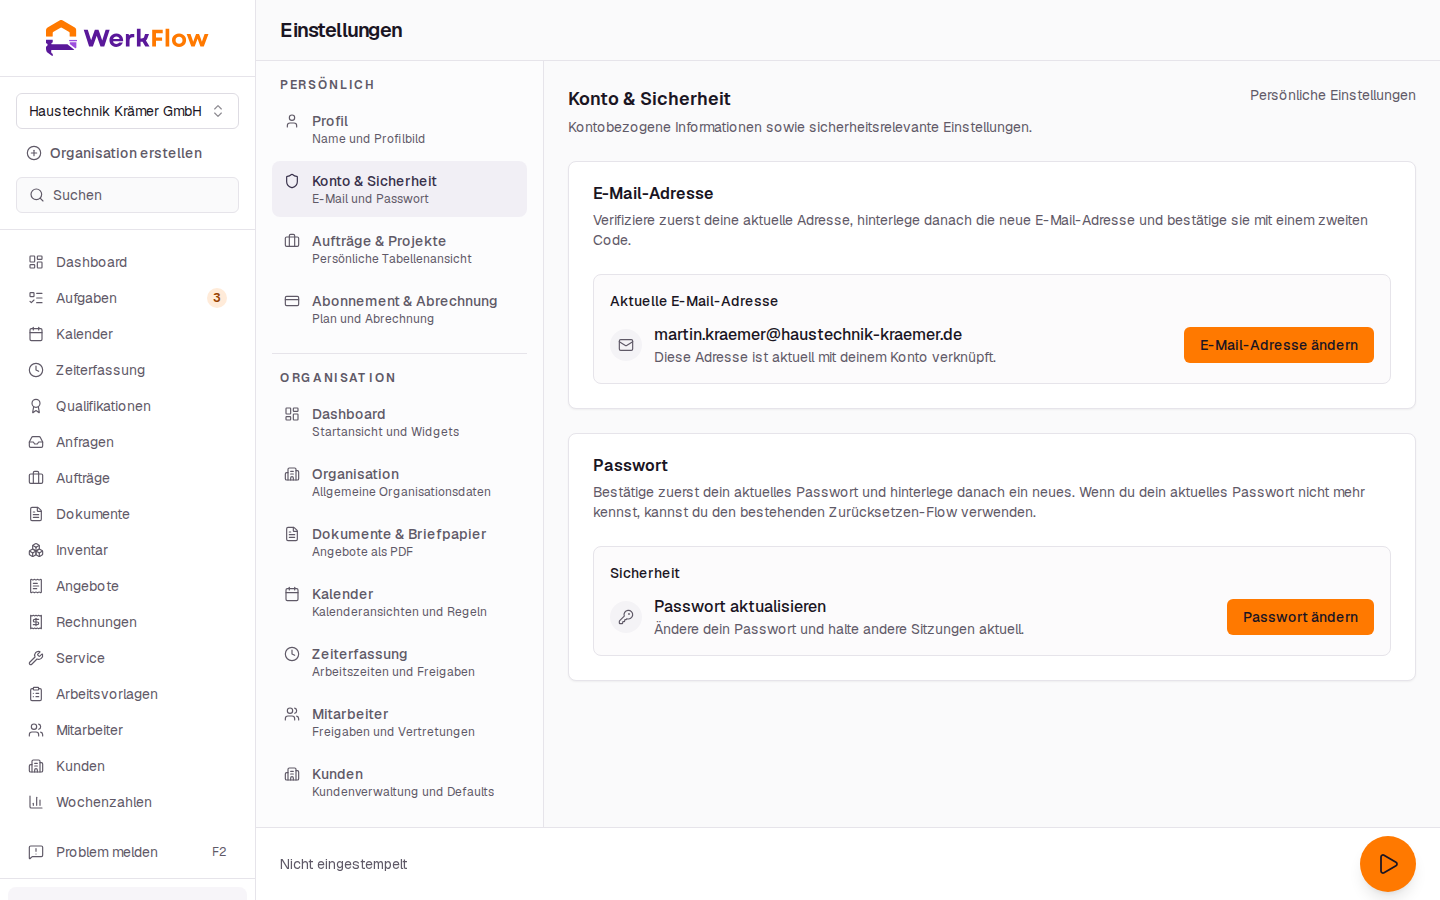 WerkFlow
Haustechnik Krämer GmbH
Organisation erstellen
Suchen
Dashboard
Aufgaben 3
Kalender
Zeiterfassung
Qualifikationen
Anfragen
Aufträge
Dokumente
Inventar
Angebote
Rechnungen
Service
Arbeitsvorlagen
Mitarbeiter
Kunden
Wochenzahlen
Problem melden F2
Einstellungen
PERSÖNLICH
Profil
Name und Profilbild
Konto & Sicherheit
E-Mail und Passwort
Aufträge & Projekte
Persönliche Tabellenansicht
Abonnement & Abrechnung
Plan und Abrechnung
ORGANISATION
Dashboard
Startansicht und Widgets
Organisation
Allgemeine Organisationsdaten
Dokumente & Briefpapier
Angebote als PDF
Kalender
Kalenderansichten und Regeln
Zeiterfassung
Arbeitszeiten und Freigaben
Mitarbeiter
Freigaben und Vertretungen
Kunden
Kundenverwaltung und Defaults
Konto & Sicherheit
Persönliche Einstellungen
Kontobezogene Informationen sowie sicherheitsrelevante Einstellungen.
E-Mail-Adresse
Verifiziere zuerst deine aktuelle Adresse, hinterlege danach die neue E-Mail-Adresse und bestätige sie mit einem zweiten
Code.
Aktuelle E-Mail-Adresse
martin.kraemer@haustechnik-kraemer.de
Diese Adresse ist aktuell mit deinem Konto verknüpft.
E-Mail-Adresse ändern
Passwort
Bestätige zuerst dein aktuelles Passwort und hinterlege danach ein neues. Wenn du dein aktuelles Passwort nicht mehr
kennst, kannst du den bestehenden Zurücksetzen-Flow verwenden.
Sicherheit
Passwort aktualisieren
Ändere dein Passwort und halte andere Sitzungen aktuell.
Passwort ändern
Nicht eingestempelt